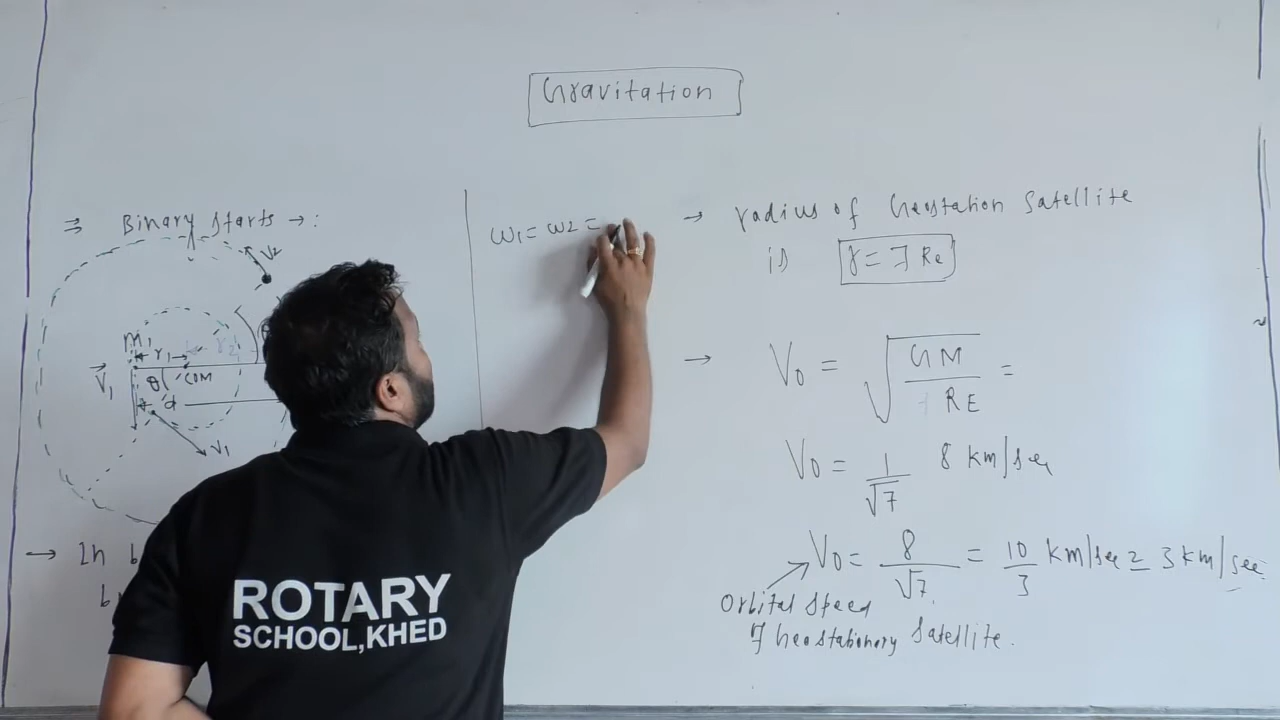 Gravitation
⇒ Binary Starts →:
V2
m1
r1
r2
V1
θ
COM
d
V1
→ In
ω1 = ω2 =
→ radius of Geostation Satellite
is r = 7 Re
→ V0 = √(GM / RE) =
V0 = 1/√7 8 km/sec
V0 = 8/√7 = 10/3 km/sec ≥ 3 km/sec
Orbital Speed
of Geostationary Satellite.
ROTARY
SCHOOL,KHED